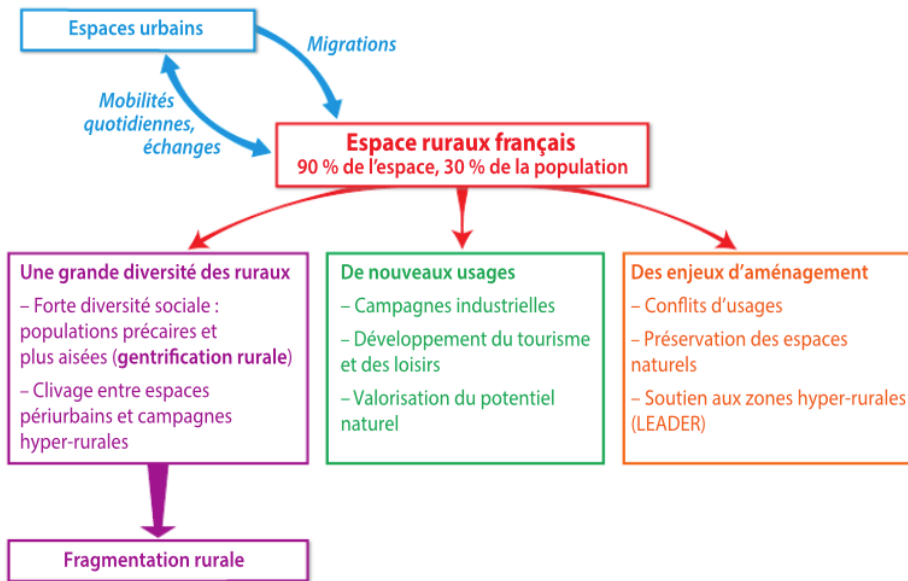 Espaces urbains
Migrations
Mobilités
quotidiennes,
échanges
Espace ruraux français
90 % de l'espace, 30 % de la population
Une grande diversité des ruraux
– Forte diversité sociale :
populations précaires et
plus aisées (gentrification rurale)
– Clivage entre espaces
périurbains et campagnes
hyper-rurales
De nouveaux usages
– Campagnes industrielles
– Développement du tourisme
et des loisirs
– Valorisation du potentiel
naturel
Des enjeux d'aménagement
– Conflits d'usages
– Préservation des espaces
naturels
– Soutien aux zones hyper-rurales
(LEADER)
Fragmentation rurale